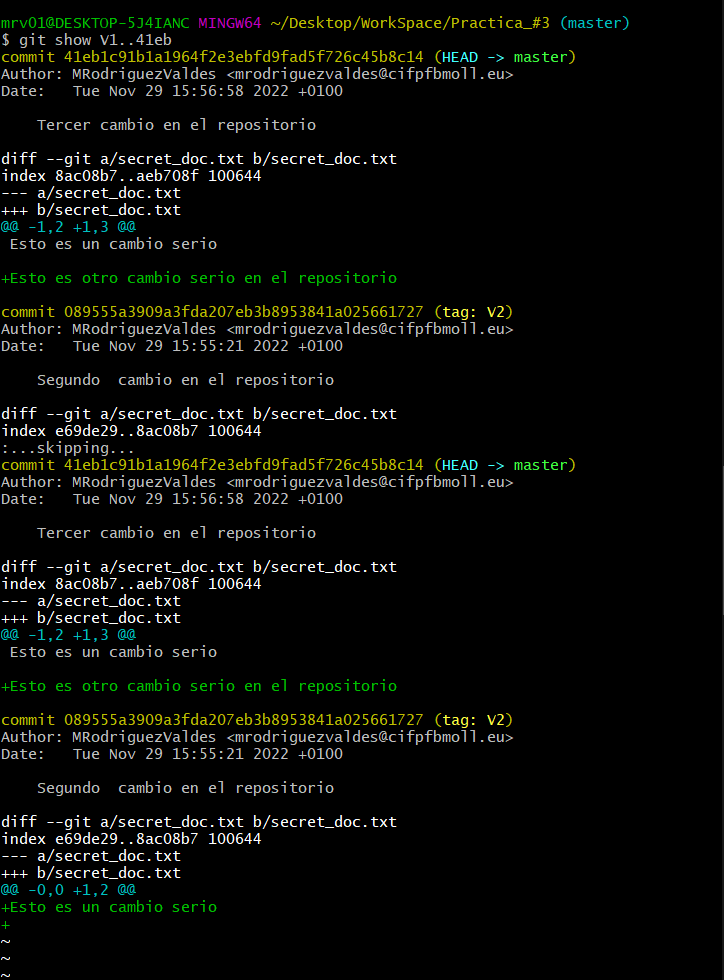 mrv01@DESKTOP-5J4IANC MINGW64 ~/Desktop/WorkSpace/Practica_#3 (master)
$ git show V1..41eb
commit 41eb1c91b1a1964f2e3ebfd9fad5f726c45b8c14 (HEAD -> master)
Author: MRodriguezValdes <mrodriguezvaldes@cifpfbmoll.eu>
Date:   Tue Nov 29 15:56:58 2022 +0100

    Tercer cambio en el repositorio

diff --git a/secret_doc.txt b/secret_doc.txt
index 8ac08b7..aeb708f 100644
--- a/secret_doc.txt
+++ b/secret_doc.txt
@@ -1,2 +1,3 @@
 Esto es un cambio serio

+Esto es otro cambio serio en el repositorio

commit 089555a3909a3fda207eb3b8953841a025661727 (tag: V2)
Author: MRodriguezValdes <mrodriguezvaldes@cifpfbmoll.eu>
Date:   Tue Nov 29 15:55:21 2022 +0100

    Segundo  cambio en el repositorio

diff --git a/secret_doc.txt b/secret_doc.txt
index e69de29..8ac08b7 100644
:...skipping...
commit 41eb1c91b1a1964f2e3ebfd9fad5f726c45b8c14 (HEAD -> master)
Author: MRodriguezValdes <mrodriguezvaldes@cifpfbmoll.eu>
Date:   Tue Nov 29 15:56:58 2022 +0100

    Tercer cambio en el repositorio

diff --git a/secret_doc.txt b/secret_doc.txt
index 8ac08b7..aeb708f 100644
--- a/secret_doc.txt
+++ b/secret_doc.txt
@@ -1,2 +1,3 @@
 Esto es un cambio serio

+Esto es otro cambio serio en el repositorio

commit 089555a3909a3fda207eb3b8953841a025661727 (tag: V2)
Author: MRodriguezValdes <mrodriguezvaldes@cifpfbmoll.eu>
Date:   Tue Nov 29 15:55:21 2022 +0100

    Segundo  cambio en el repositorio

diff --git a/secret_doc.txt b/secret_doc.txt
index e69de29..8ac08b7 100644
--- a/secret_doc.txt
+++ b/secret_doc.txt
@@ -0,0 +1,2 @@
+Esto es un cambio serio
+
~
~
~